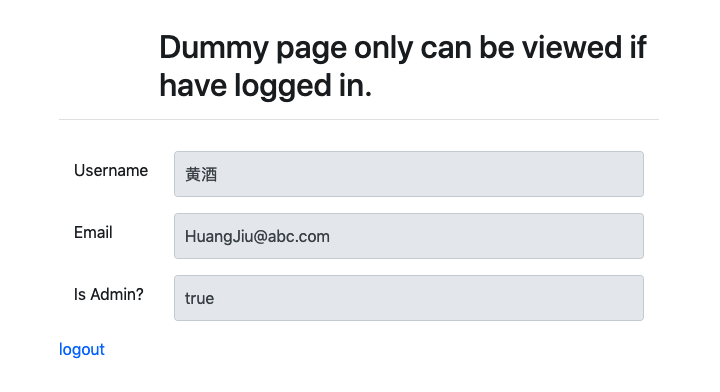 Dummy page only can be viewed if
have logged in.
Username
黄酒
Email
HuangJiu@abc.com
Is Admin?
true
logout